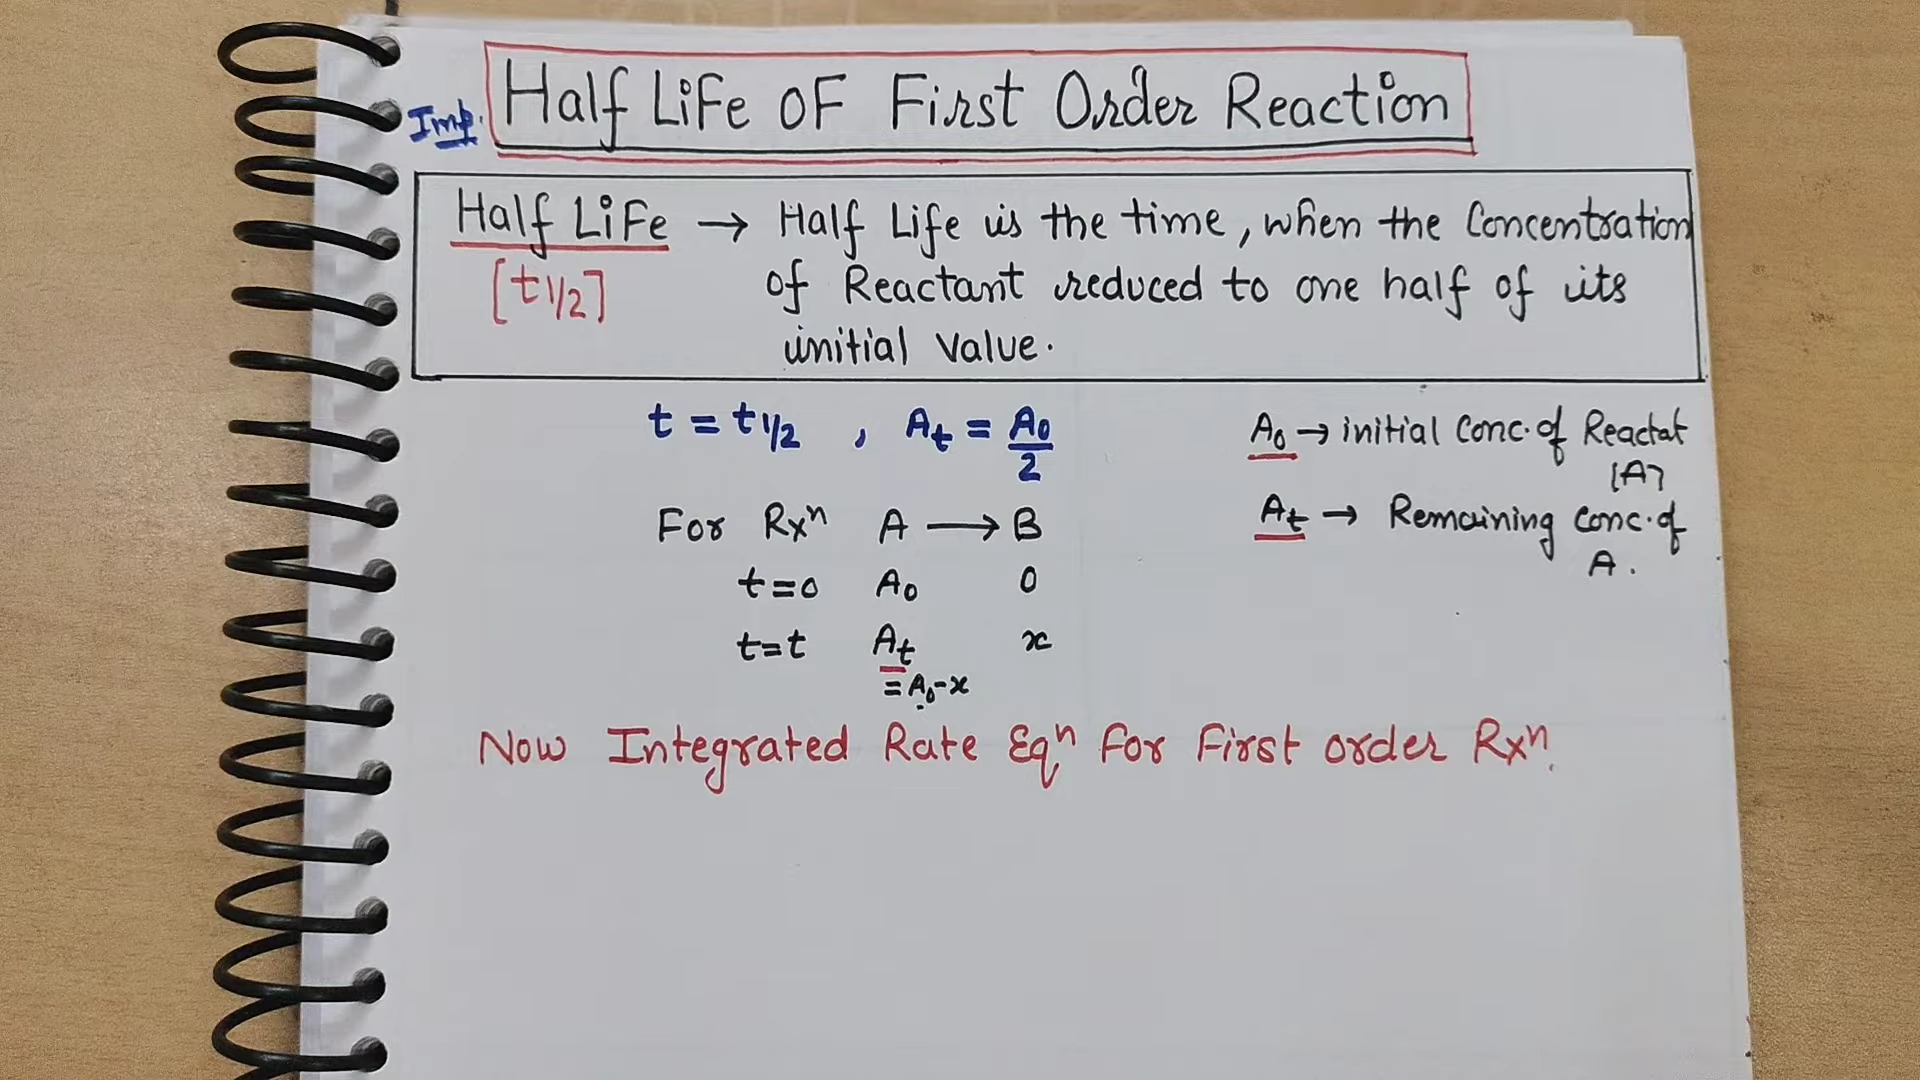 Half Life of First Order Reaction
Imp.
Half Life → Half Life is the time, when the Concentration
[t1/2] of Reactant reduced to one half of its
initial value.
t = t1/2 , At = A0/2
A0 → initial conc. of Reactat
[A]
For Rxⁿ A ⟶ B
At → Remaining conc. of
A.
t=0 A0 0
t=t At x
= A0-x
Now Integrated Rate Eqⁿ for first order Rxⁿ.